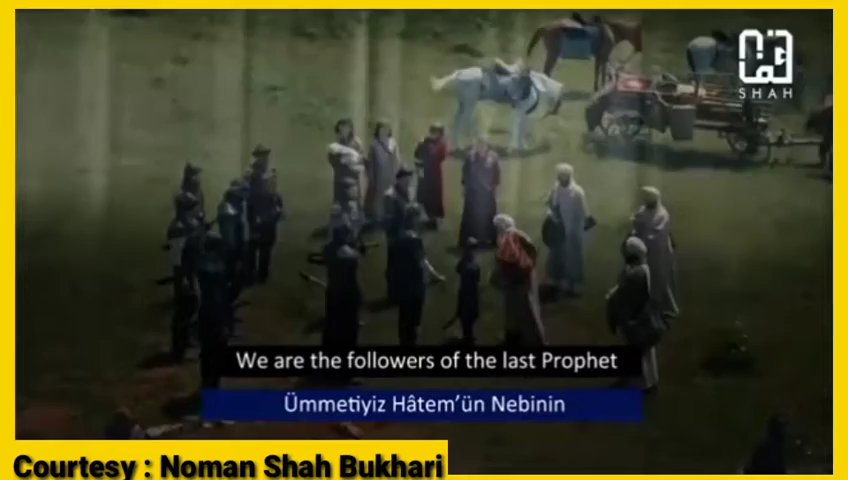 SHAH
We are the followers of the last Prophet
Ümmetiyiz Hâtem'ün Nebinin
Courtesy : Noman Shah Bukhari